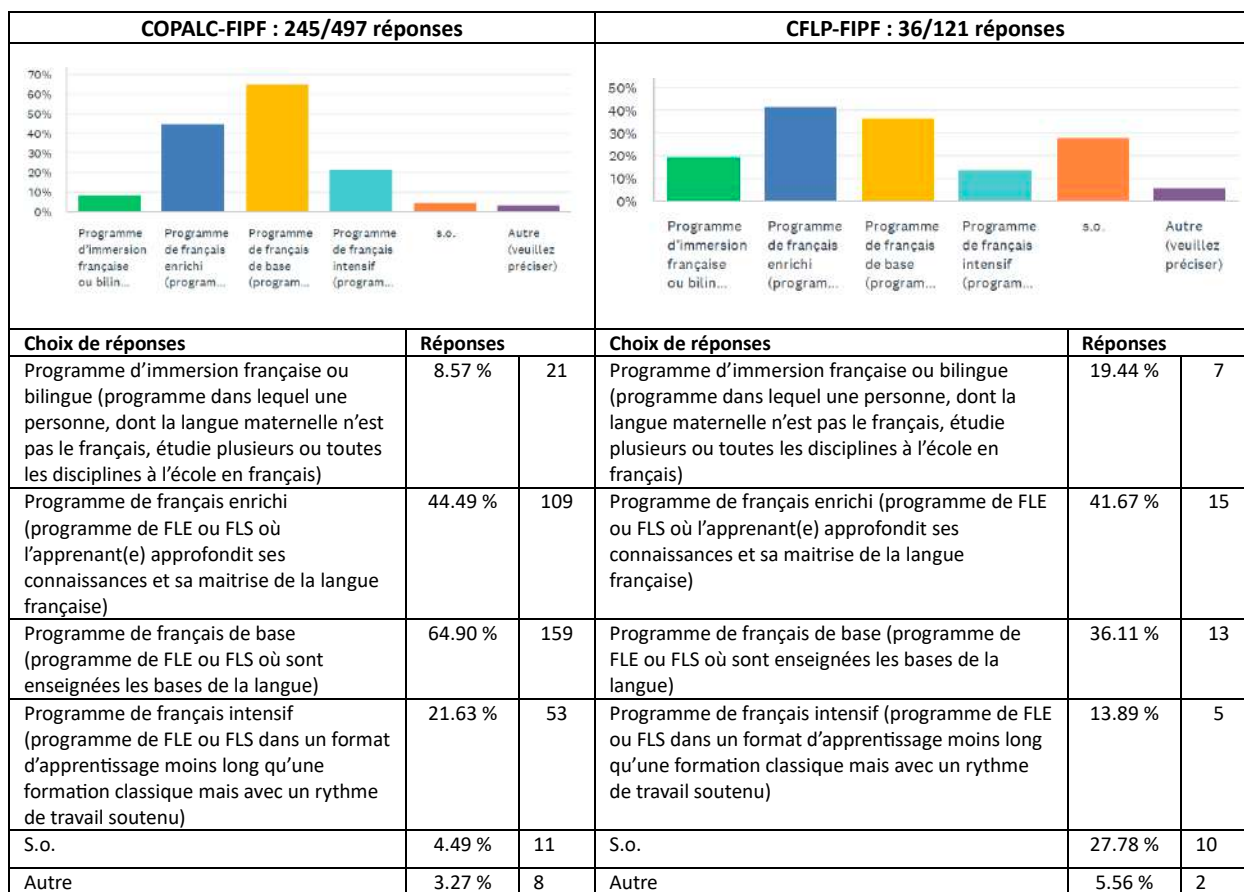 COPALC-FIPF : 245/497 réponses
CFLP-FIPF : 36/121 réponses
70%
60%
50%
40%
30%
20%
10%
0%
Programme d'immersion française ou bilin...
Programme de français enrichi (program...
Programme de français de base (program...
Programme de français intensif (program...
s.o.
Autre (veuillez préciser)
50%
40%
30%
20%
10%
0%
Programme d'immersion française ou bilin...
Programme de français enrichi (program...
Programme de français de base (program...
Programme de français intensif (program...
s.o.
Autre (veuillez préciser)
Choix de réponses
Réponses
Choix de réponses
Réponses
Programme d'immersion française ou
bilingue (programme dans lequel une
personne, dont la langue maternelle n'est
pas le français, étudie plusieurs ou toutes
les disciplines à l'école en français)
8.57 %
21
Programme d'immersion française ou bilingue
(programme dans lequel une personne, dont la
langue maternelle n'est pas le français, étudie
plusieurs ou toutes les disciplines à l'école en
français)
19.44 %
7
Programme de français enrichi
(programme de FLE ou FLS où
l'apprenant(e) approfondit ses
connaissances et sa maitrise de la langue
française)
44.49 %
109
Programme de français enrichi (programme de FLE
ou FLS où l'apprenant(e) approfondit ses
connaissances et sa maitrise de la langue
française)
41.67 %
15
Programme de français de base
(programme de FLE ou FLS où sont
enseignées les bases de la langue)
64.90 %
159
Programme de français de base (programme de
FLE ou FLS où sont enseignées les bases de la
langue)
36.11 %
13
Programme de français intensif
(programme de FLE ou FLS dans un format
d'apprentissage moins long qu'une
formation classique mais avec un rythme
de travail soutenu)
21.63 %
53
Programme de français intensif (programme de FLE
ou FLS dans un format d'apprentissage moins long
qu'une formation classique mais avec un rythme
de travail soutenu)
13.89 %
5
S.o.
4.49 %
11
S.o.
27.78 %
10
Autre
3.27 %
8
Autre
5.56 %
2